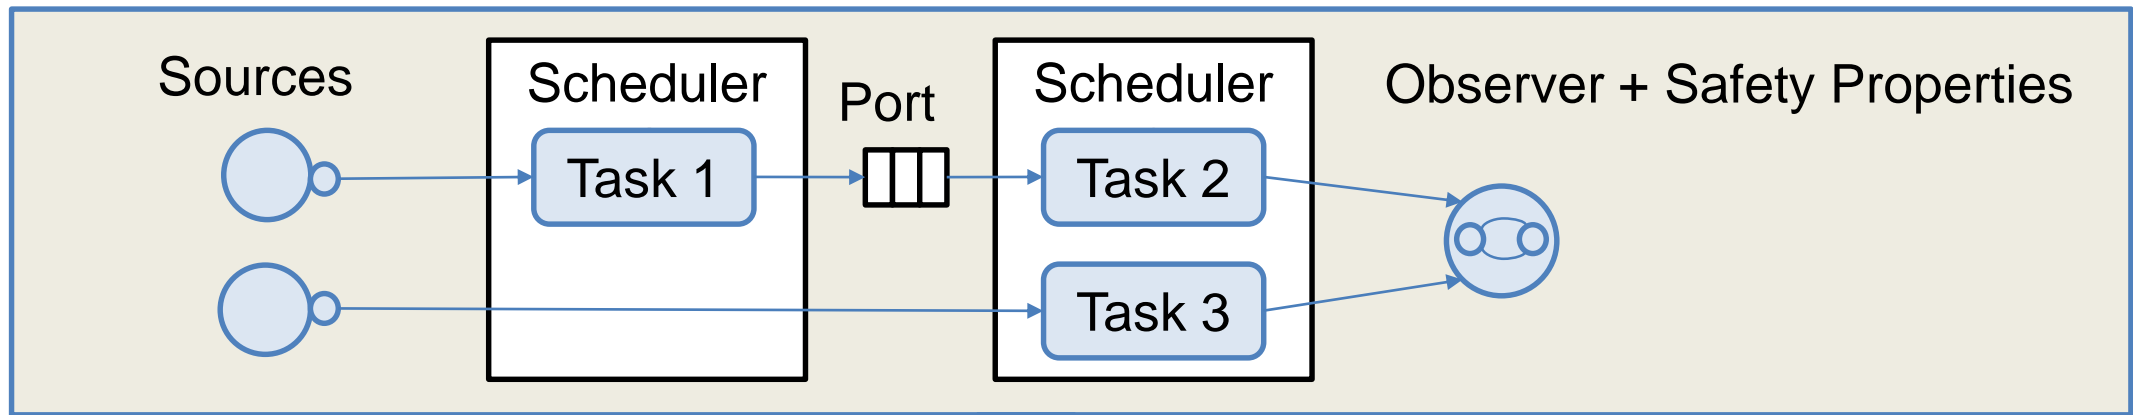 Sources
Scheduler
Port
Scheduler
Observer + Safety Properties
Task 1
Task 2
Task 3